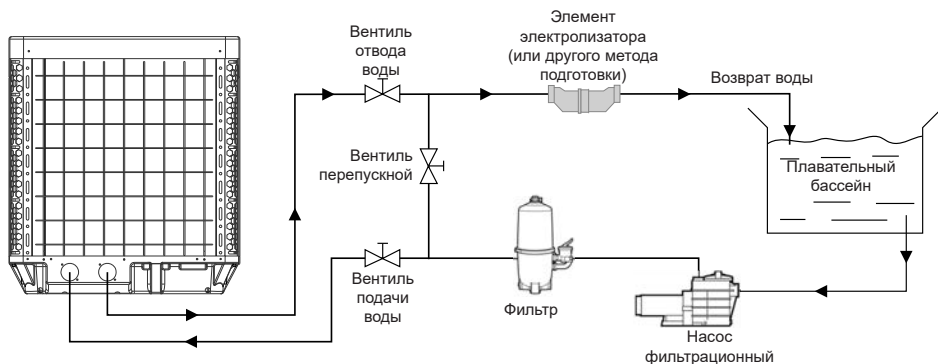 Вентиль
отвода
воды
Элемент
электролизатора
(или другого метода
подготовки)
Возврат воды
Вентиль
перепускной
Плавательный
бассейн
Вентиль
подачи
воды
Фильтр
Насос
фильтрационный